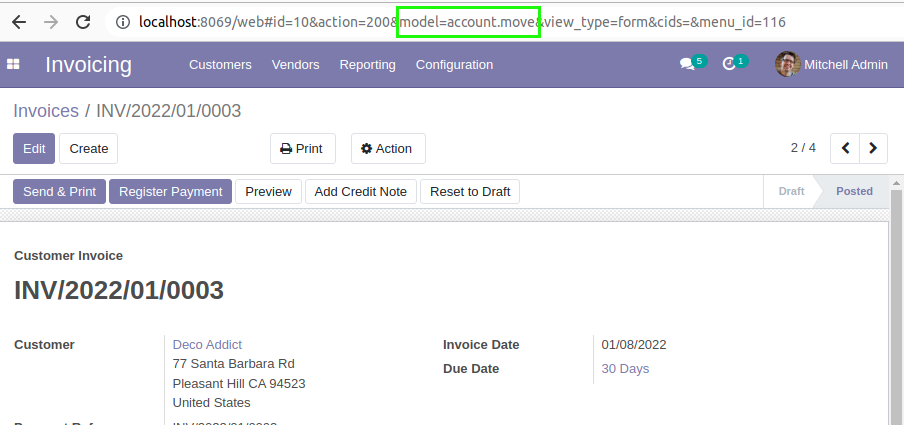 localhost:8069/web#id=10&action=200&model=account.move&view_type=form&cids=&menu_id=116
Invoicing Customers Vendors Reporting Configuration 5 1 Mitchell Admin
Invoices / INV/2022/01/0003
Edit Create Print Action 2 / 4
Send & Print Register Payment Preview Add Credit Note Reset to Draft Draft Posted
Customer Invoice
INV/2022/01/0003
Customer Deco Addict Invoice Date 01/08/2022
77 Santa Barbara Rd Due Date 30 Days
Pleasant Hill CA 94523
United States